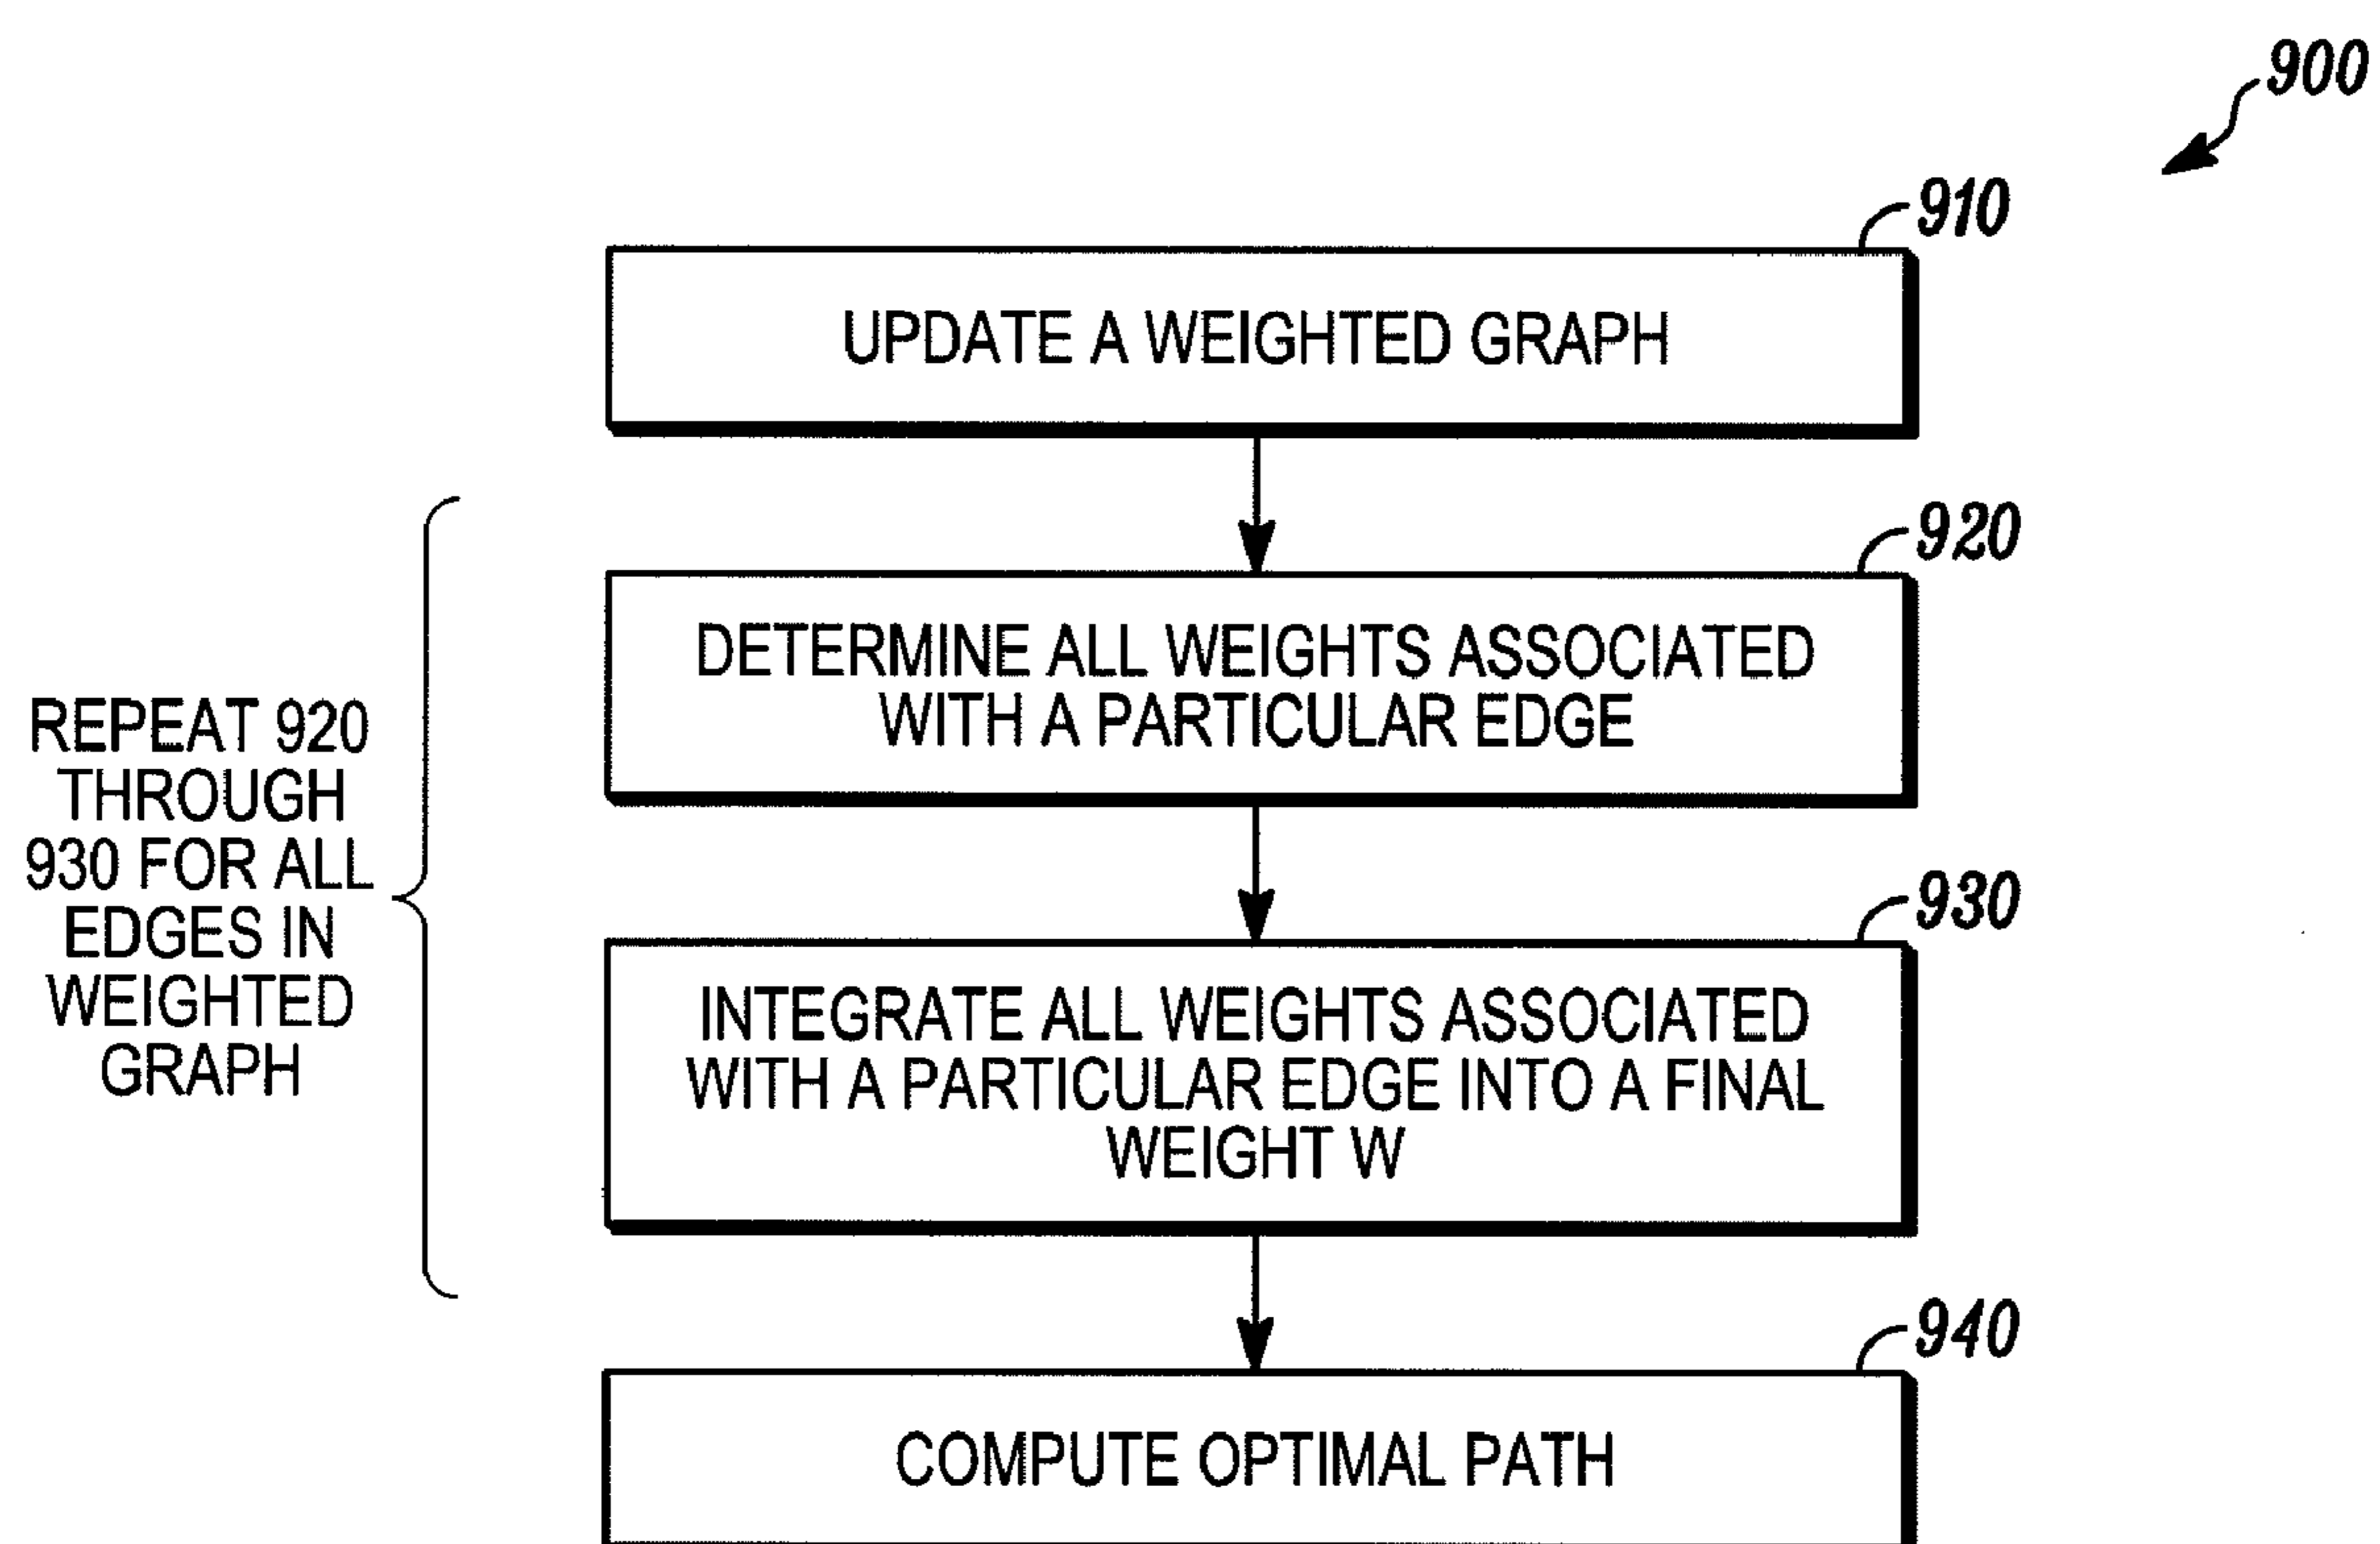 900
910
UPDATE A WEIGHTED GRAPH
920
DETERMINE ALL WEIGHTS ASSOCIATED
WITH A PARTICULAR EDGE
REPEAT 920
THROUGH
930 FOR ALL
EDGES IN
WEIGHTED
GRAPH
930
INTEGRATE ALL WEIGHTS ASSOCIATED
WITH A PARTICULAR EDGE INTO A FINAL
WEIGHT W
940
COMPUTE OPTIMAL PATH